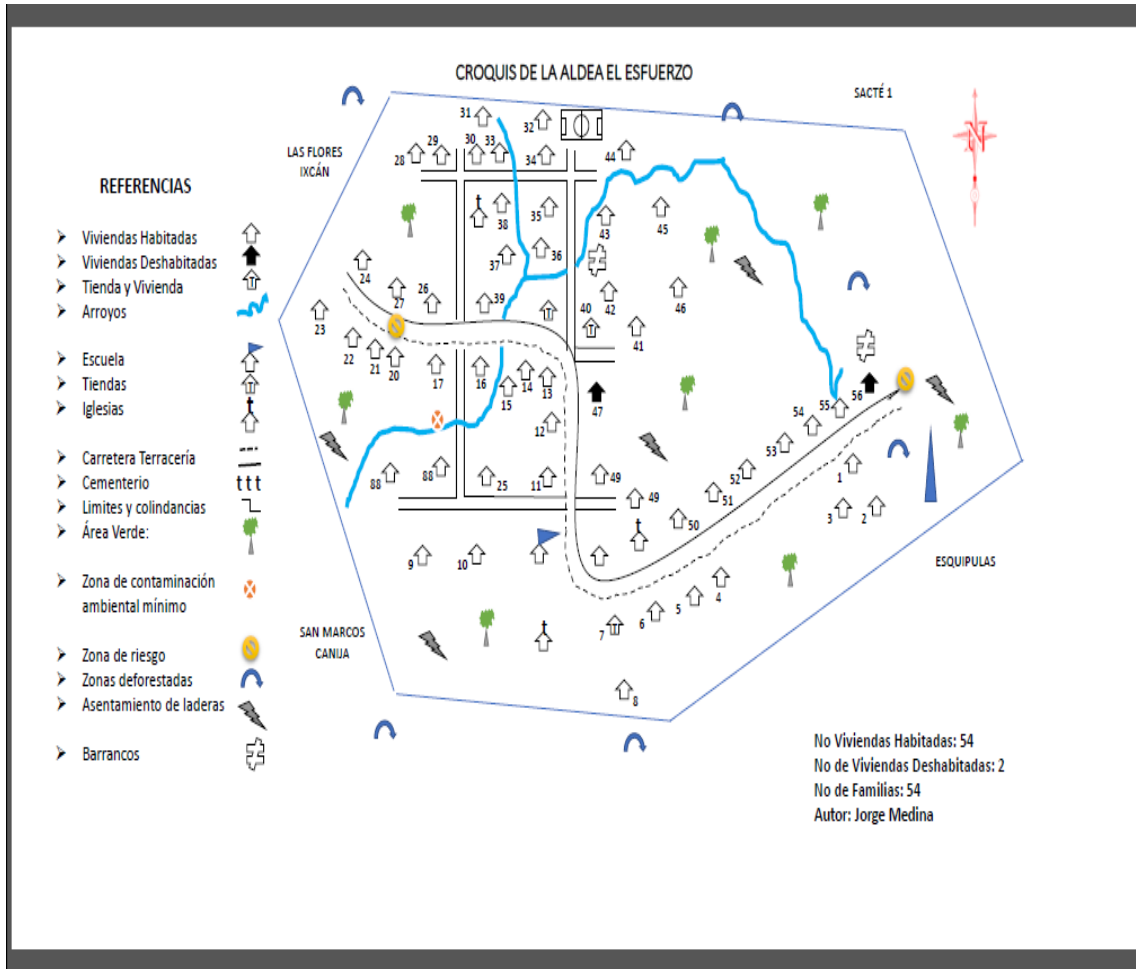 CROQUIS DE LA ALDEA EL ESFUERZO
SACTÉ 1
N
LAS FLORES
IXCÁN
REFERENCIAS
Viviendas Habitadas
Viviendas Deshabitadas
Tienda y Vivienda
T
Arroyos
Escuela
Tiendas
T
Iglesias
t
Carretera Terracería
Cementerio
t t t
Limites y colindancias
Área Verde:
Zona de contaminación
ambiental mínimo
Zona de riesgo
Zonas deforestadas
Asentamiento de laderas
Barrancos
31
32
30
33
29
28
34
44
t
38
35
43
45
37
36
24
27
26
39
T
40
T
42
46
41
23
22
21
20
17
16
15
14
13
12
47
56
55
54
53
52
51
50
1
2
3
88
88
25
11
49
49
t
9
10
4
5
6
7
T
t
8
SAN MARCOS
CANIJA
ESQUIPULAS
No Viviendas Habitadas: 54
No de Viviendas Deshabitadas: 2
No de Familias: 54
Autor: Jorge Medina